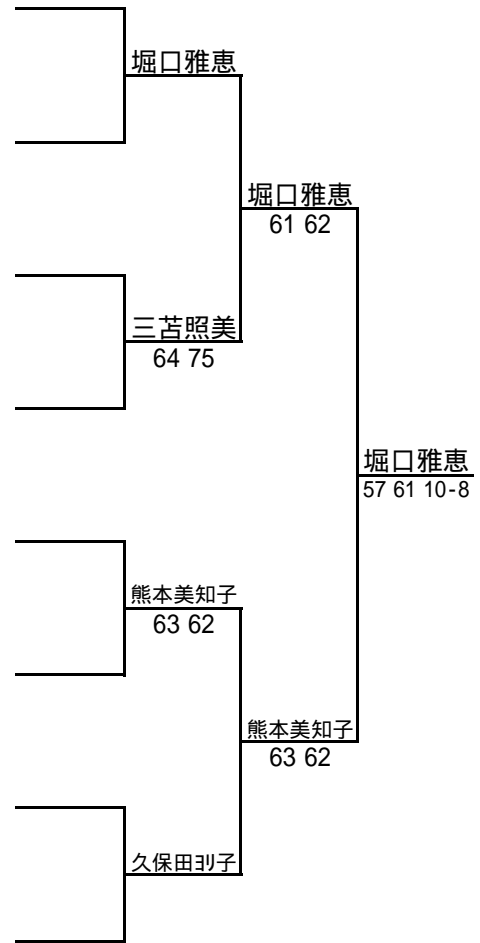 堀口雅恵
堀口雅恵
61 62
三苫照美
64 75
堀口雅恵
57 61 10-8
熊本美知子
63 62
熊本美知子
63 62
久保田ヨリ子